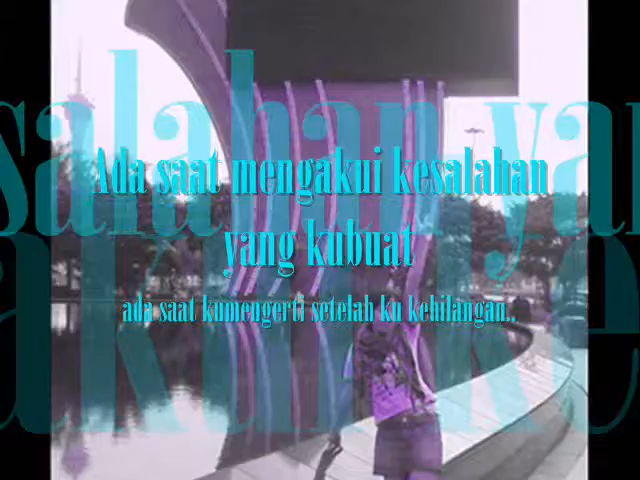 Ada saat mengakui kesalahan
yang kubuat
ada saat kumengerti setelah ku kehilangan..